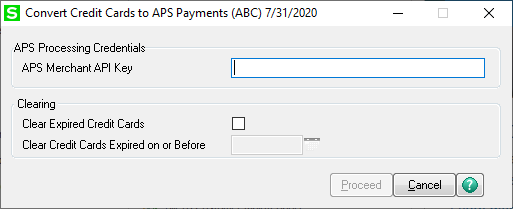 S Convert Credit Cards to APS Payments (ABC) 7/31/2020
APS Processing Credentials
APS Merchant API Key
Clearing
Clear Expired Credit Cards
Clear Credit Cards Expired on or Before
Proceed Cancel ?